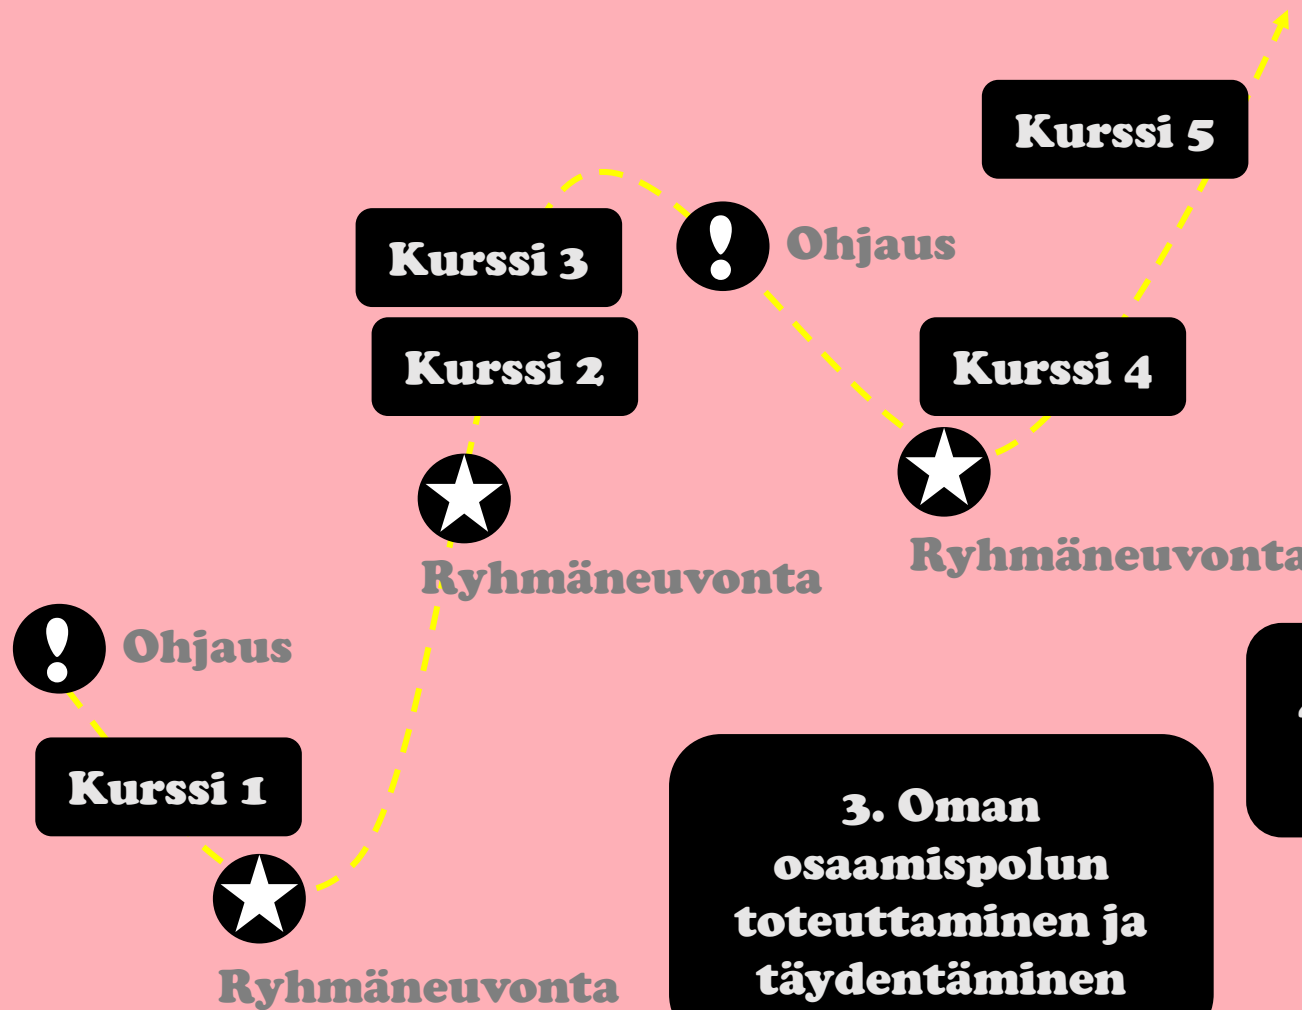 Kurssi 5
Kurssi 3
Ohjaus
Kurssi 2
Kurssi 4
Ryhmäneuvonta
Ryhmäneuvonta
Ohjaus
Kurssi 1
3. Oman
osaamispolun
toteuttaminen ja
täydentäminen
Ryhmäneuvonta